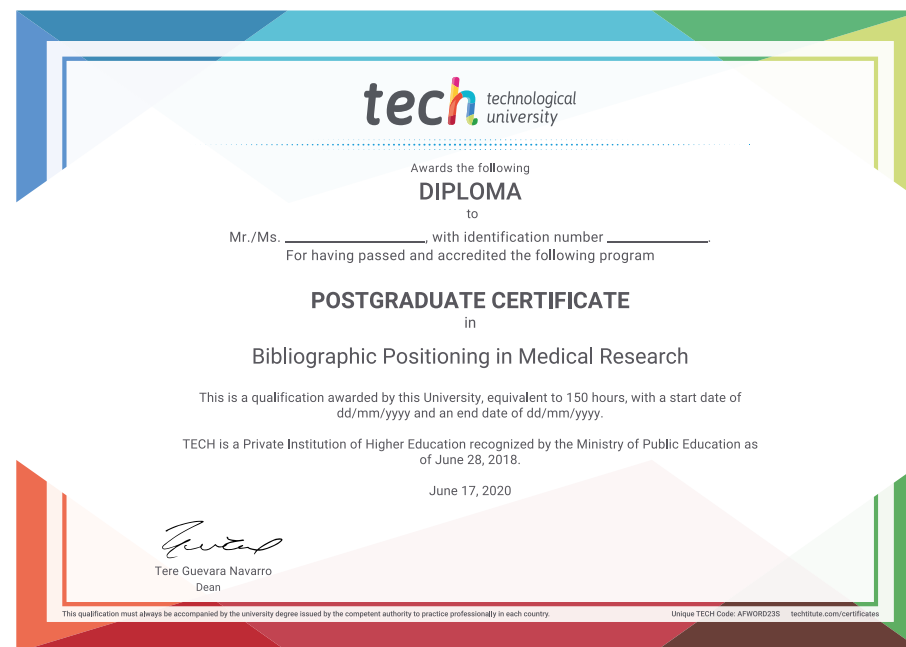 tech technological
university
Awards the following
DIPLOMA
to
Mr./Ms. ____________________, with identification number ______________.
For having passed and accredited the following program
POSTGRADUATE CERTIFICATE
in
Bibliographic Positioning in Medical Research
This is a qualification awarded by this University, equivalent to 150 hours, with a start date of
dd/mm/yyyy and an end date of dd/mm/yyyy.
TECH is a Private Institution of Higher Education recognized by the Ministry of Public Education as
of June 28, 2018.
June 17, 2020
Tere Guevara Navarro
Dean
This qualification must always be accompanied by the university degree issued by the competent authority to practice professionally in each country.
Unique TECH Code: AFWORD23S techtitute.com/certificates